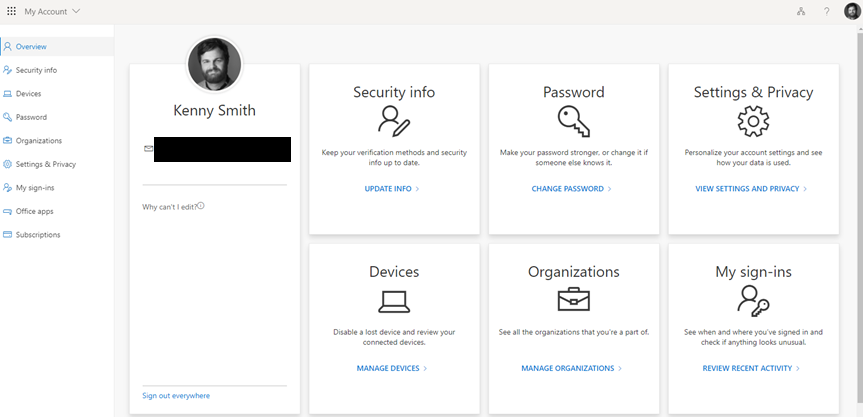 My Account
?
Overview
Security info
Devices
Password
Organizations
Settings & Privacy
My sign-ins
Office apps
Subscriptions
Kenny Smith
Why can't I edit?
Sign out everywhere
Security info
Keep your verification methods and security
info up to date.
UPDATE INFO >
Password
Make your password stronger, or change it if
someone else knows it.
CHANGE PASSWORD >
Settings & Privacy
Personalize your account settings and see
how your data is used.
VIEW SETTINGS AND PRIVACY >
Devices
Disable a lost device and review your
connected devices.
MANAGE DEVICES >
Organizations
See all the organizations that you're a part of.
MANAGE ORGANIZATIONS >
My sign-ins
See when and where you've signed in and
check if anything looks unusual.
REVIEW RECENT ACTIVITY >